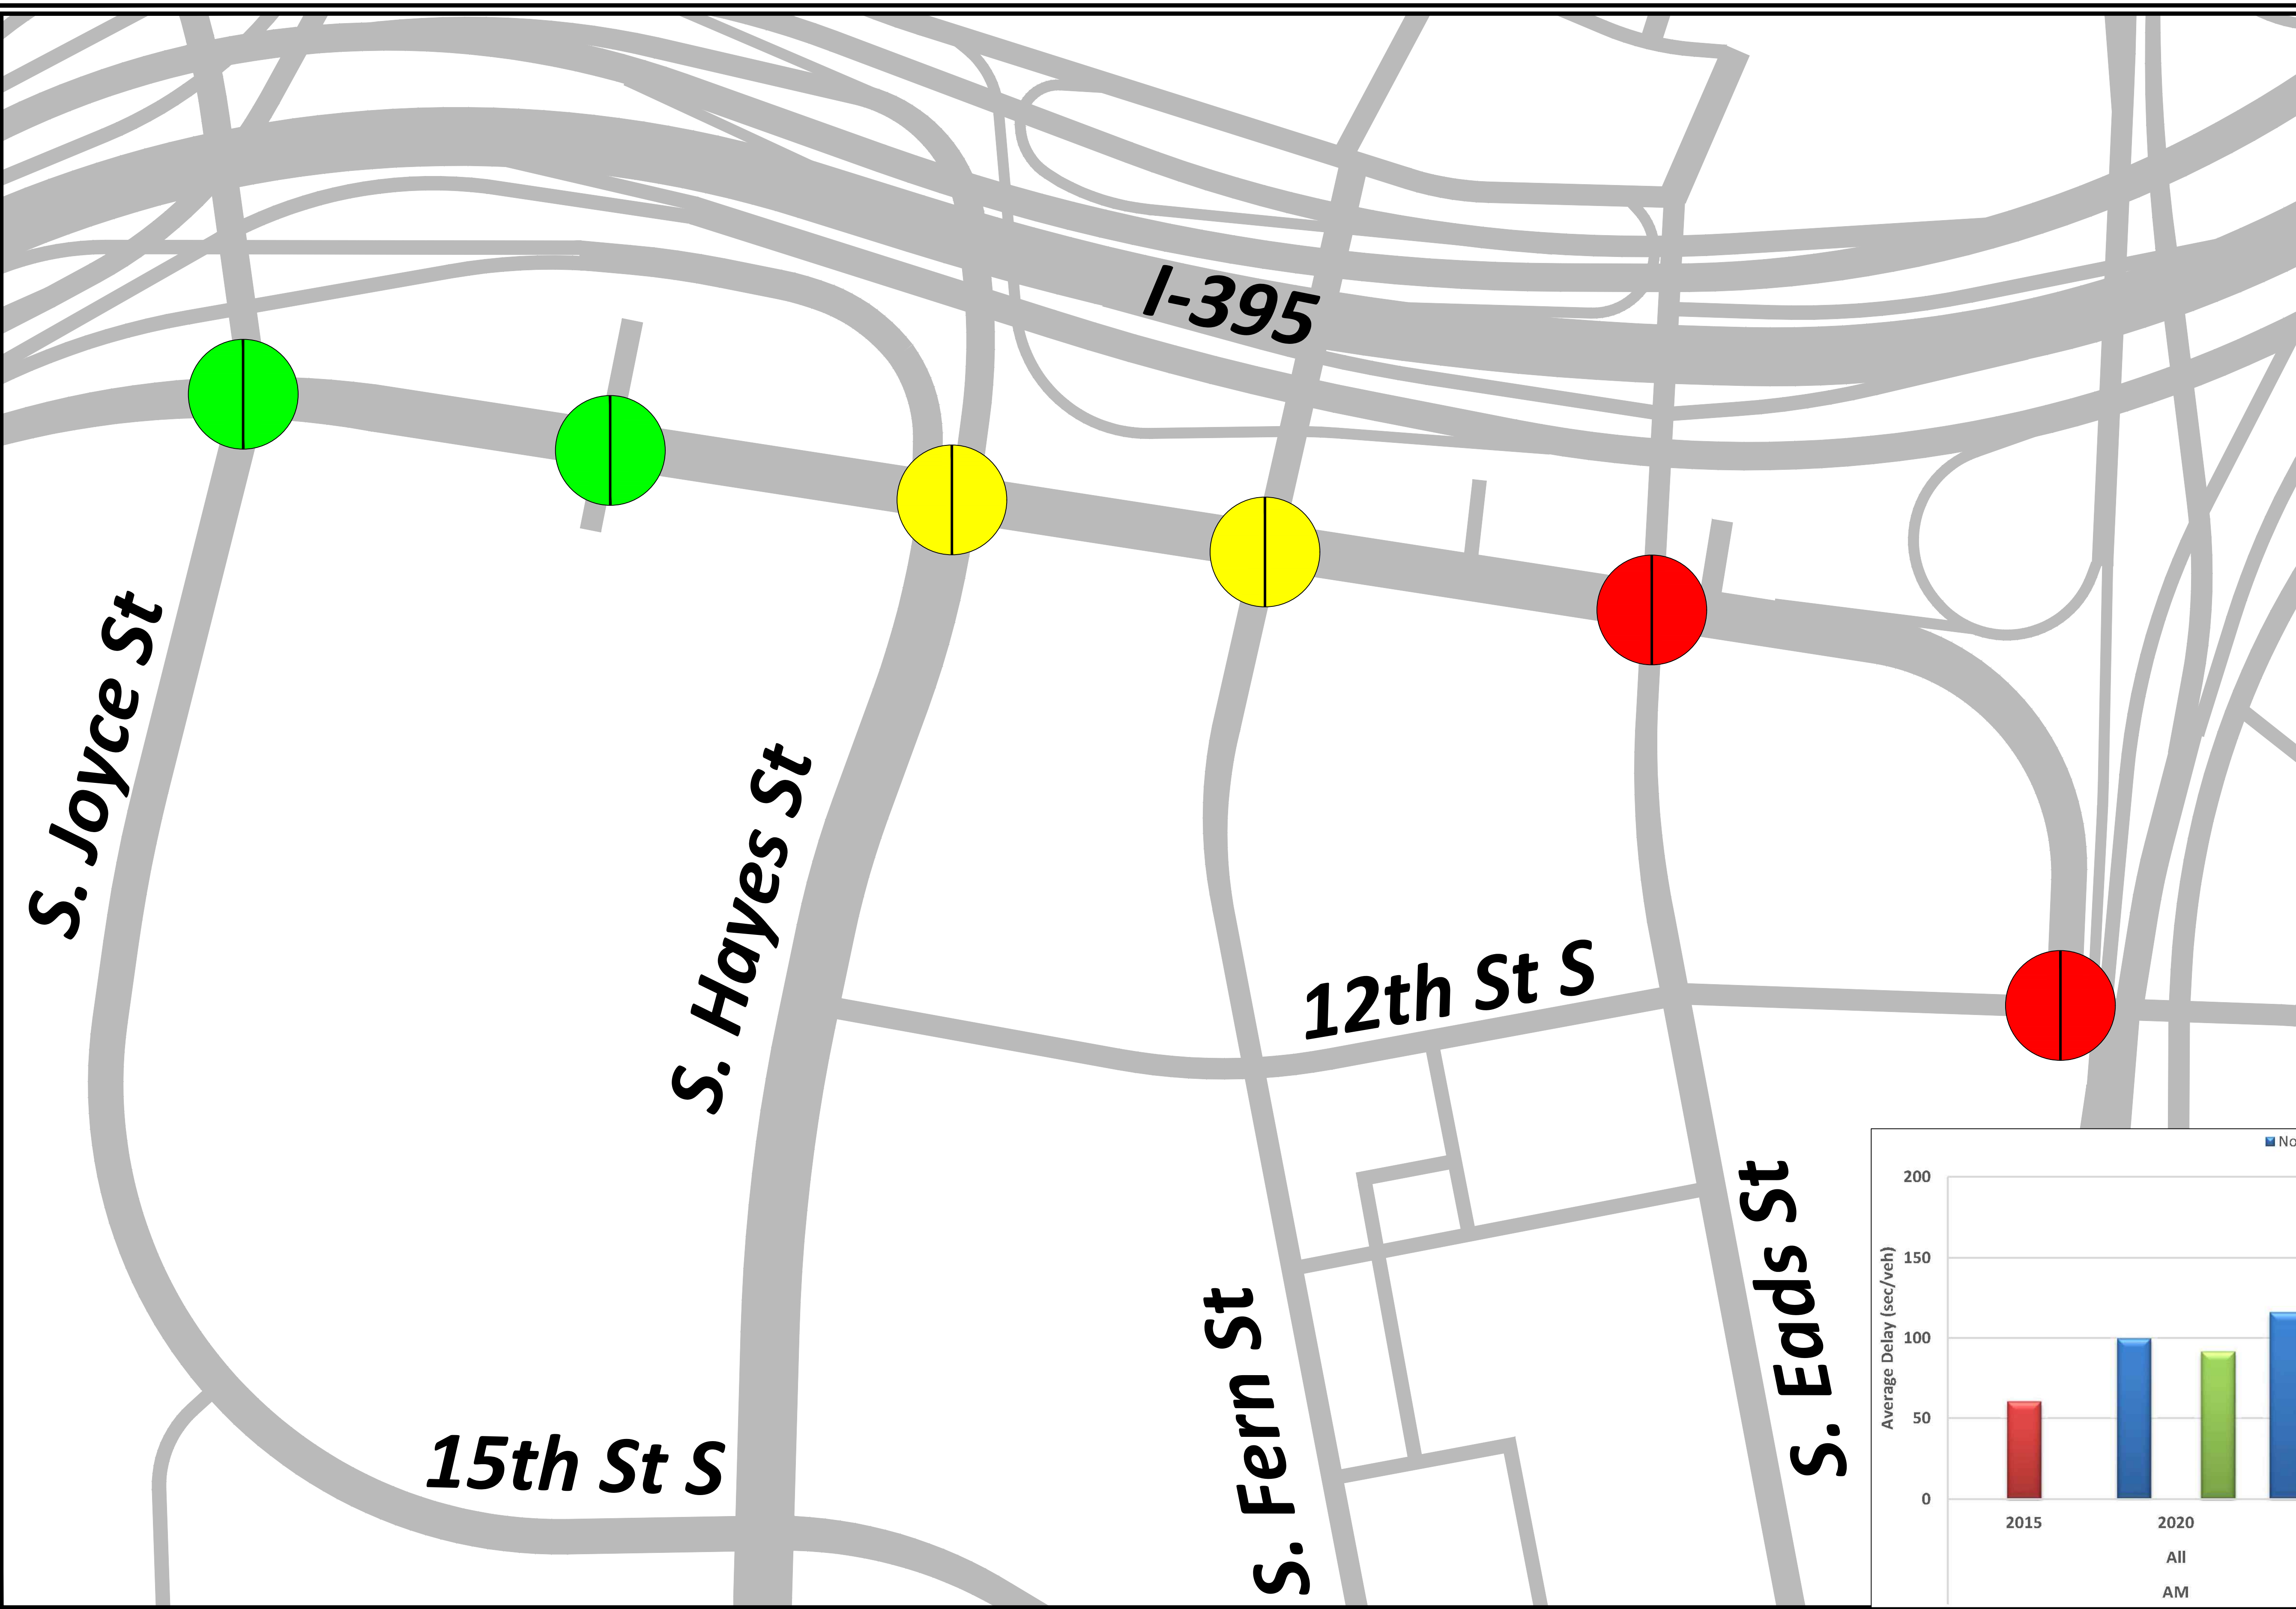 I-395
S. Joyce St
S. Hayes St
12th St S
S. Fern St
S. Eads St
15th St S
Average Delay (sec/veh)
200
150
100
50
0
2015
2020
All
AM